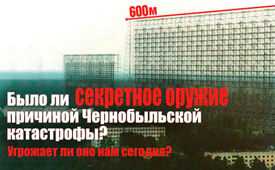 600м
Было ли секретное оружие
причиной Чернобыльской
катастрофы?
Угрожает ли оно нам сегодня?